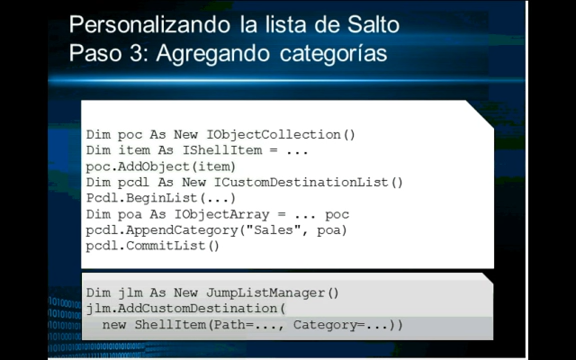 Personalizando la lista de Salto
Paso 3: Agregando categorías
Dim poc As New IObjectCollection()
Dim item As IShellItem = ...
poc.AddObject(item)
Dim pcdl As New ICustomDestinationList()
Pcdl.BeginList(...)
Dim poa As IObjectArray = ... poc
pcdl.AppendCategory("Sales", poa)
pcdl.CommitList()
Dim jlm As New JumpListManager()
jlm.AddCustomDestination(
new ShellItem(Path=..., Category=...))